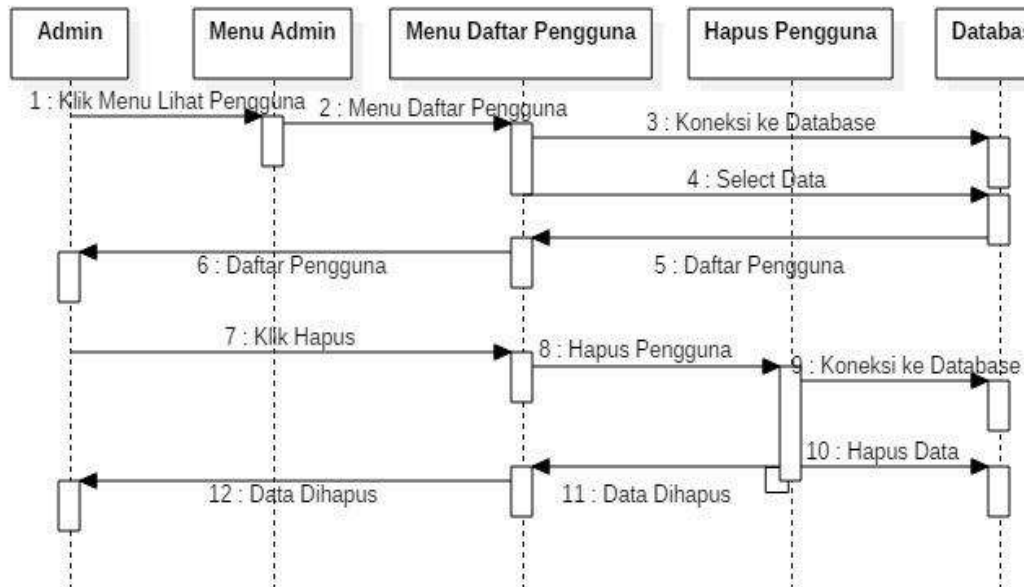 Admin
Menu Admin
Menu Daftar Pengguna
Hapus Pengguna
Databas
1 : Klik Menu Lihat Pengguna
2 : Menu Daftar Pengguna
3 : Koneksi ke Database
4 : Select Data
5 : Daftar Pengguna
6 : Daftar Pengguna
7 : Klik Hapus
8 : Hapus Pengguna
9 : Koneksi ke Database
10 : Hapus Data
11 : Data Dihapus
12 : Data Dihapus